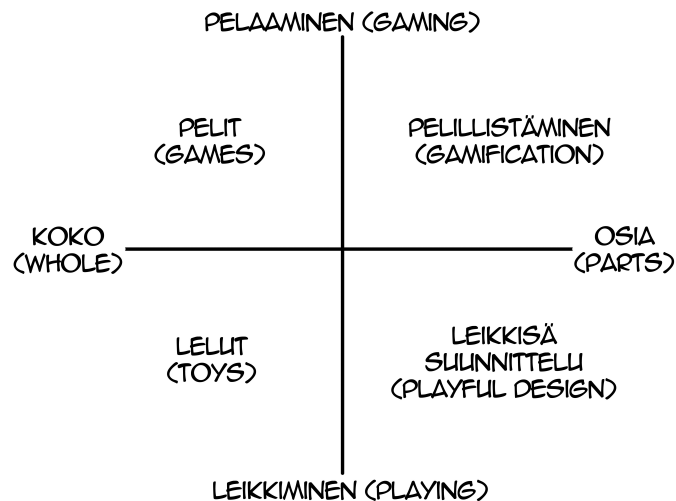 PELAAMINEN (GAMING)
PELIT
(GAMES)
PELILLISTÄMINEN
(GAMIFICATION)
KOKO
(WHOLE)
OSIA
(PARTS)
LELUT
(TOYS)
LEIKKISÄ
SUUNNITTELU
(PLAYFUL DESIGN)
LEIKKIMINEN (PLAYING)